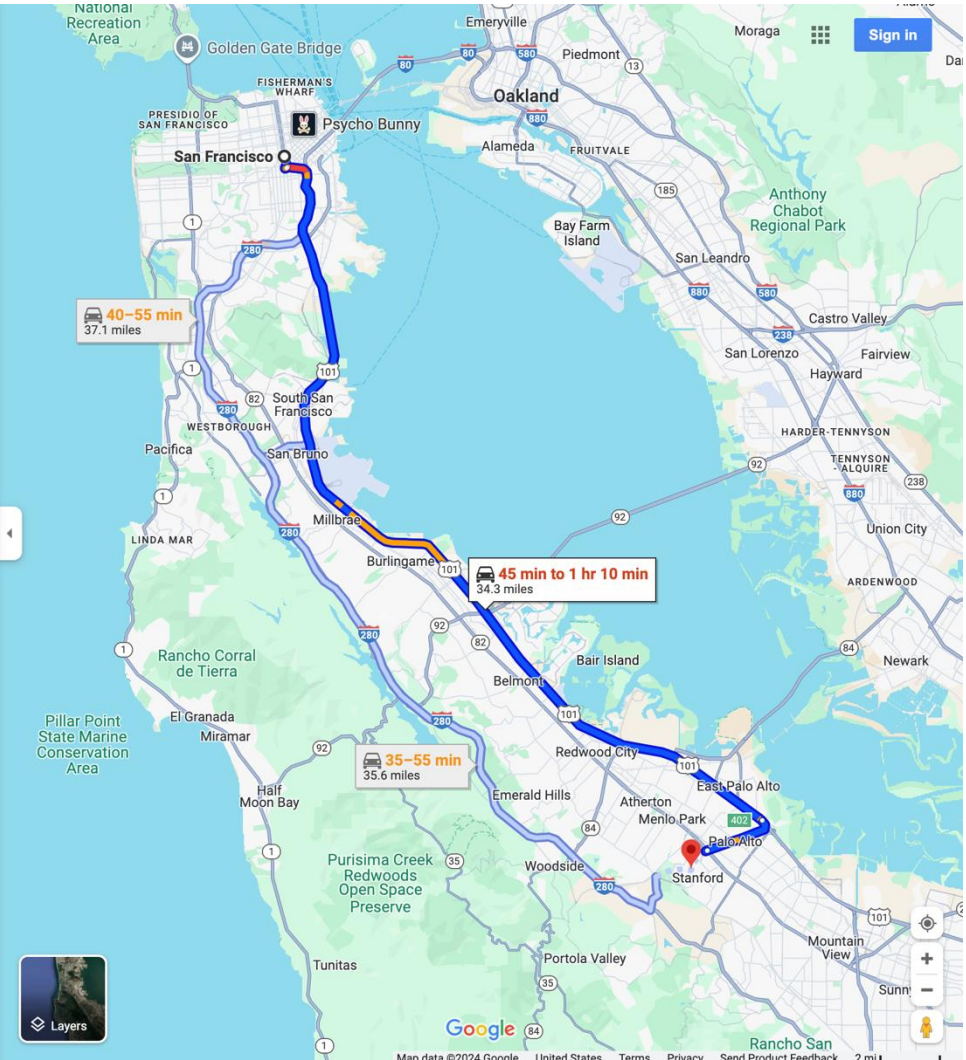 National
Recreation
Area
Emeryville
Moraga
Sign in
Golden Gate Bridge
80
80
580
Piedmont
13
FISHERMAN'S
WHARF
Oakland
880
PRESIDIO OF
SAN FRANCISCO
Psycho Bunny
San Francisco
Alameda
FRUITVALE
185
Anthony
Chabot
Regional Park
1
Bay Farm
Island
280
San Leandro
880
580
40–55 min
37.1 miles
Castro Valley
238
San Lorenzo
Fairview
Hayward
1
101
82
South San
Francisco
280
WESTBOROUGH
HARDER-TENNYSON
Pacifica
San Bruno
92
TENNYSON
- ALQUIRE
238
880
1
Millbrae
92
Union City
LINDA MAR
280
Burlingame
101
45 min to 1 hr 10 min
34.3 miles
ARDENWOOD
92
82
280
84
1
Rancho Corral
de Tierra
Bair Island
Newark
Belmont
El Granada
Miramar
280
101
Pillar Point
State Marine
Conservation
Area
92
35–55 min
35.6 miles
Redwood City
101
East Palo Alto
Half
Moon Bay
Emerald Hills
Atherton
Menlo Park
402
84
Palo Alto
1
Purisima Creek
Redwoods
Open Space
Preserve
35
Woodside
280
Stanford
101
Mountain
View
Portola Valley
Tunitas
35
Sunn
Layers
Google
84
1
Rancho San
Map data ©2024 Google
United States
Terms
Privacy
Send Product Feedback
2 mi